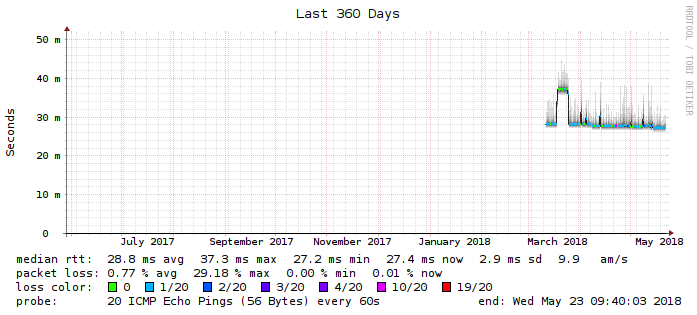 Last 360 Days
RRDTOOL / TOBI OETIKER
Seconds
50 m
40 m
30 m
20 m
10 m
0
July 2017 September 2017 November 2017 January 2018 March 2018 May 2018
median rtt: 28.8 ms avg 37.3 ms max 27.2 ms min 27.4 ms now 2.9 ms sd 9.9 am/s
packet loss: 0.77 % avg 29.18 % max 0.00 % min 0.01 % now
loss color: 0 1/20 2/20 3/20 4/20 10/20 19/20
probe: 20 ICMP Echo Pings (56 Bytes) every 60s end: Wed May 23 09:40:03 2018